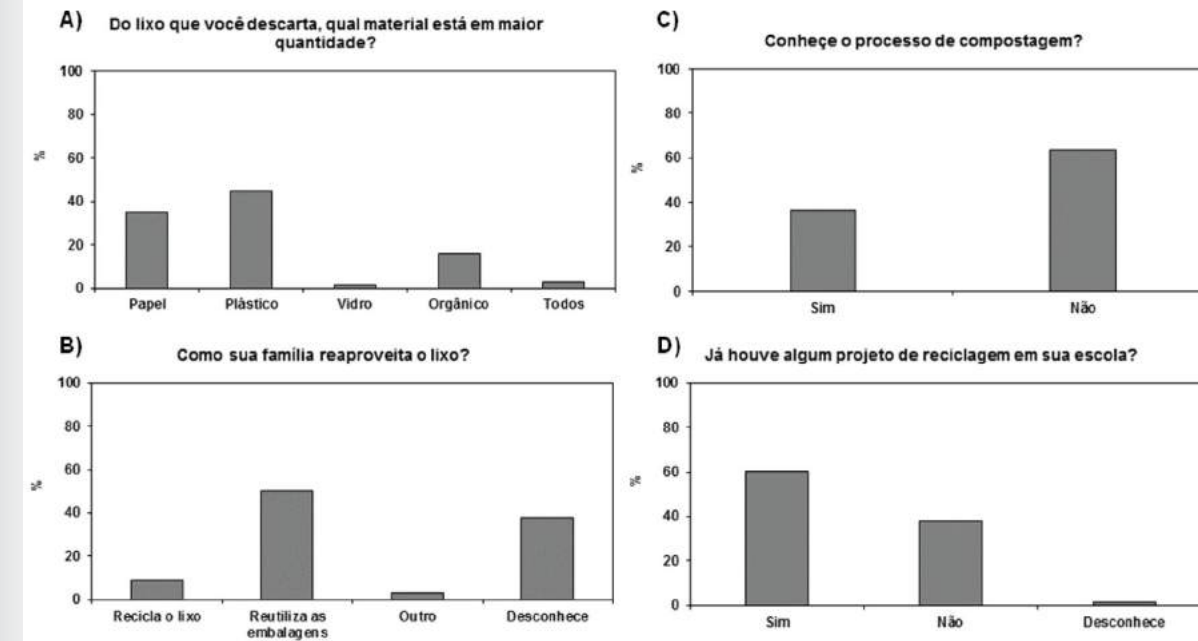 A)
Do lixo que você descarta, qual material está em maior
quantidade?
100
80
60
40
20
0
%
Papel
Plástico
Vidro
Orgânico
Todos
B)
Como sua família reaproveita o lixo?
100
80
60
40
20
0
%
Recicla o lixo
Reutiliza as
embalagens
Outro
Desconhece
C)
Conheçe o processo de compostagem?
100
80
60
40
20
0
%
Sim
Não
D)
Já houve algum projeto de reciclagem em sua escola?
100
80
60
40
20
0
%
Sim
Não
Desconhece